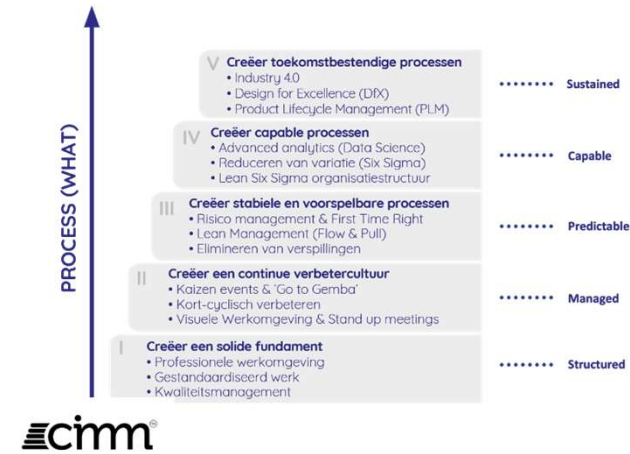 PROCESS (WHAT)
V Creëer toekomstbestendige processen
• Industry 4.0
• Design for Excellence (DfX)
• Product Lifecycle Management (PLM)
Sustained
IV Creëer capable processen
• Advanced analytics (Data Science)
• Reduceren van variatie (Six Sigma)
• Lean Six Sigma organisatiestructuur
Capable
III Creëer stabiele en voorspelbare processen
• Risico management & First Time Right
• Lean Management (Flow & Pull)
• Elimineren van verspillingen
Predictable
II Creëer een continue verbetercultuur
• Kaizen events & 'Go to Gemba'
• Kort-cyclisch verbeteren
• Visuele Werkomgeving & Stand up meetings
Managed
I Creëer een solide fundament
• Professionele werkomgeving
• Gestandaardiseerd werk
• Kwaliteitsmanagement
Structured
cimm